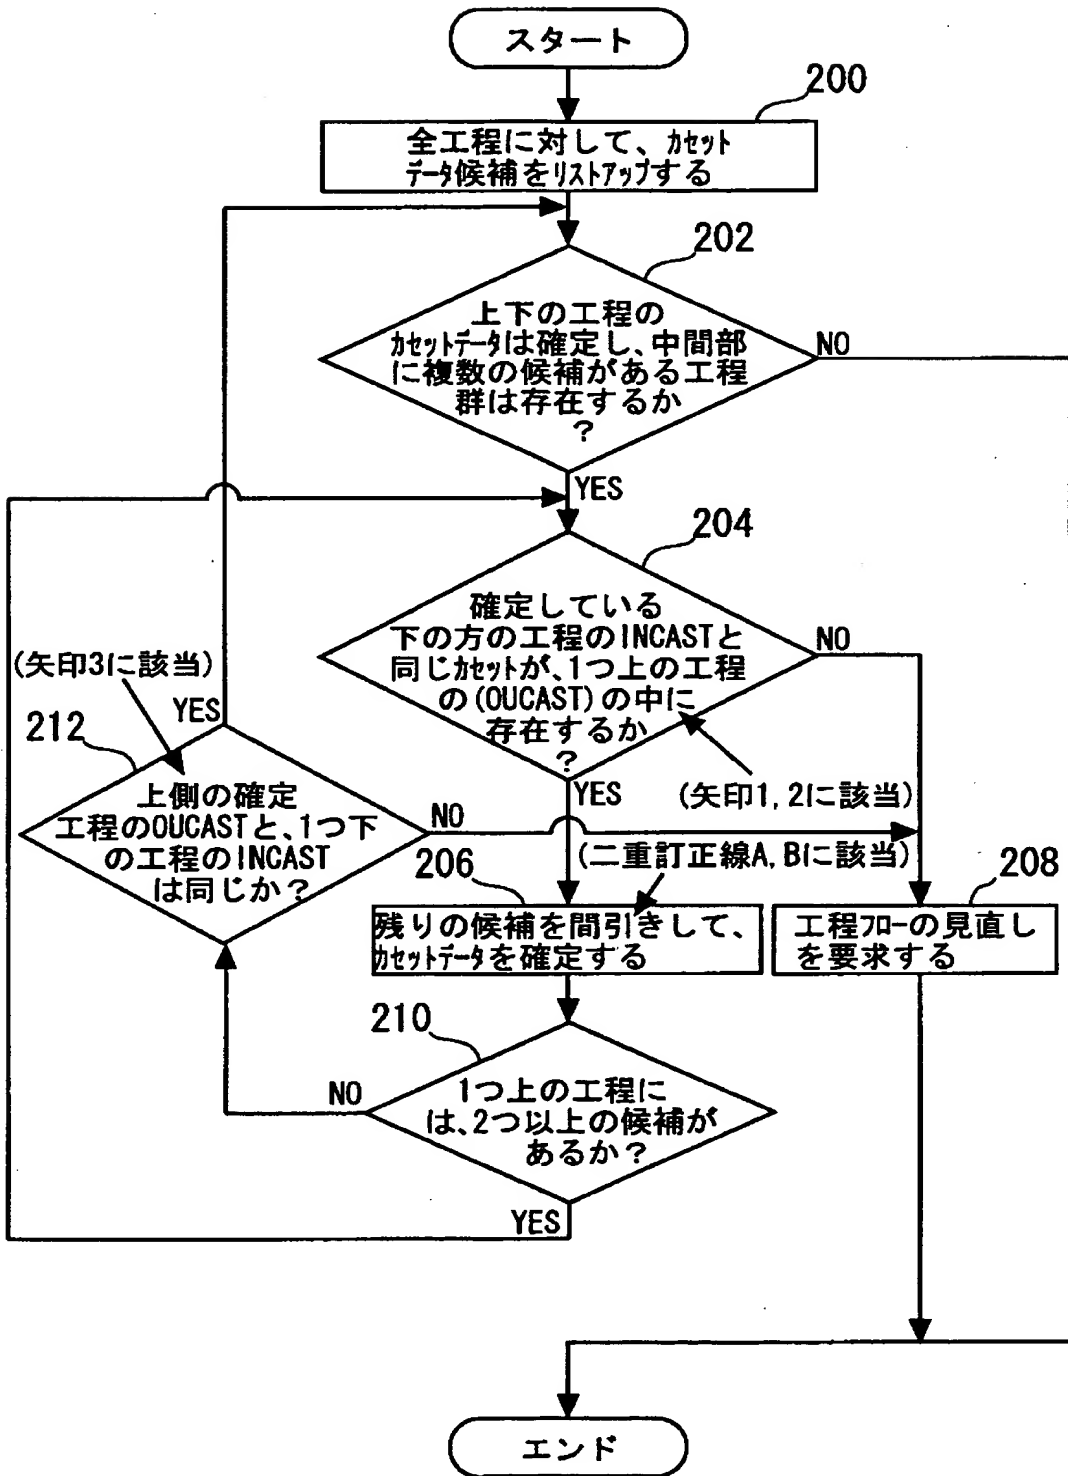 スタート
200
全工程に対して、カセット
データ候補をリストアップする
202
上下の工程の
カセットデータは確定し、中間部
に複数の候補がある工程
群は存在するか
?
NO
YES
204
確定している
下の方の工程のINCASTと
同じカセットが、1つ上の工程
の(OUCAST)の中に
存在するか
?
NO
(矢印3に該当)
YES
212
上側の確定
工程のOUCASTと、1つ下
の工程のINCAST
は同じか?
NO
YES
(矢印1,2に該当)
206
(二重訂正線A,Bに該当)
208
残りの候補を間引きして、
カセットデータを確定する
工程フローの見直し
を要求する
210
NO
1つ上の工程に
は、2つ以上の候補が
あるか?
YES
エンド